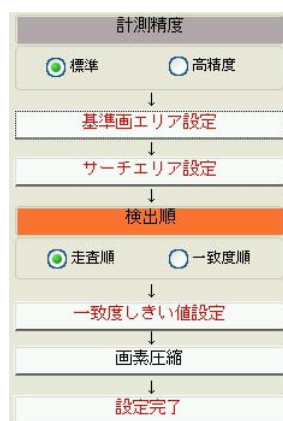 計測精度
標準 高精度
↓
基準画エリア設定
↓
サーチエリア設定
↓
検出順
走査順 一致度順
↓
一致度しきい値設定
↓
画素圧縮
↓
設定完了